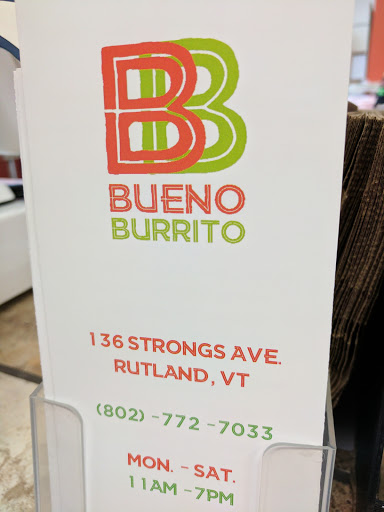 BB
BUENO
BURRITO
136 STRONGS AVE.
RUTLAND, VT
(802) -772 -7033
MON. - SAT.
11AM -7PM